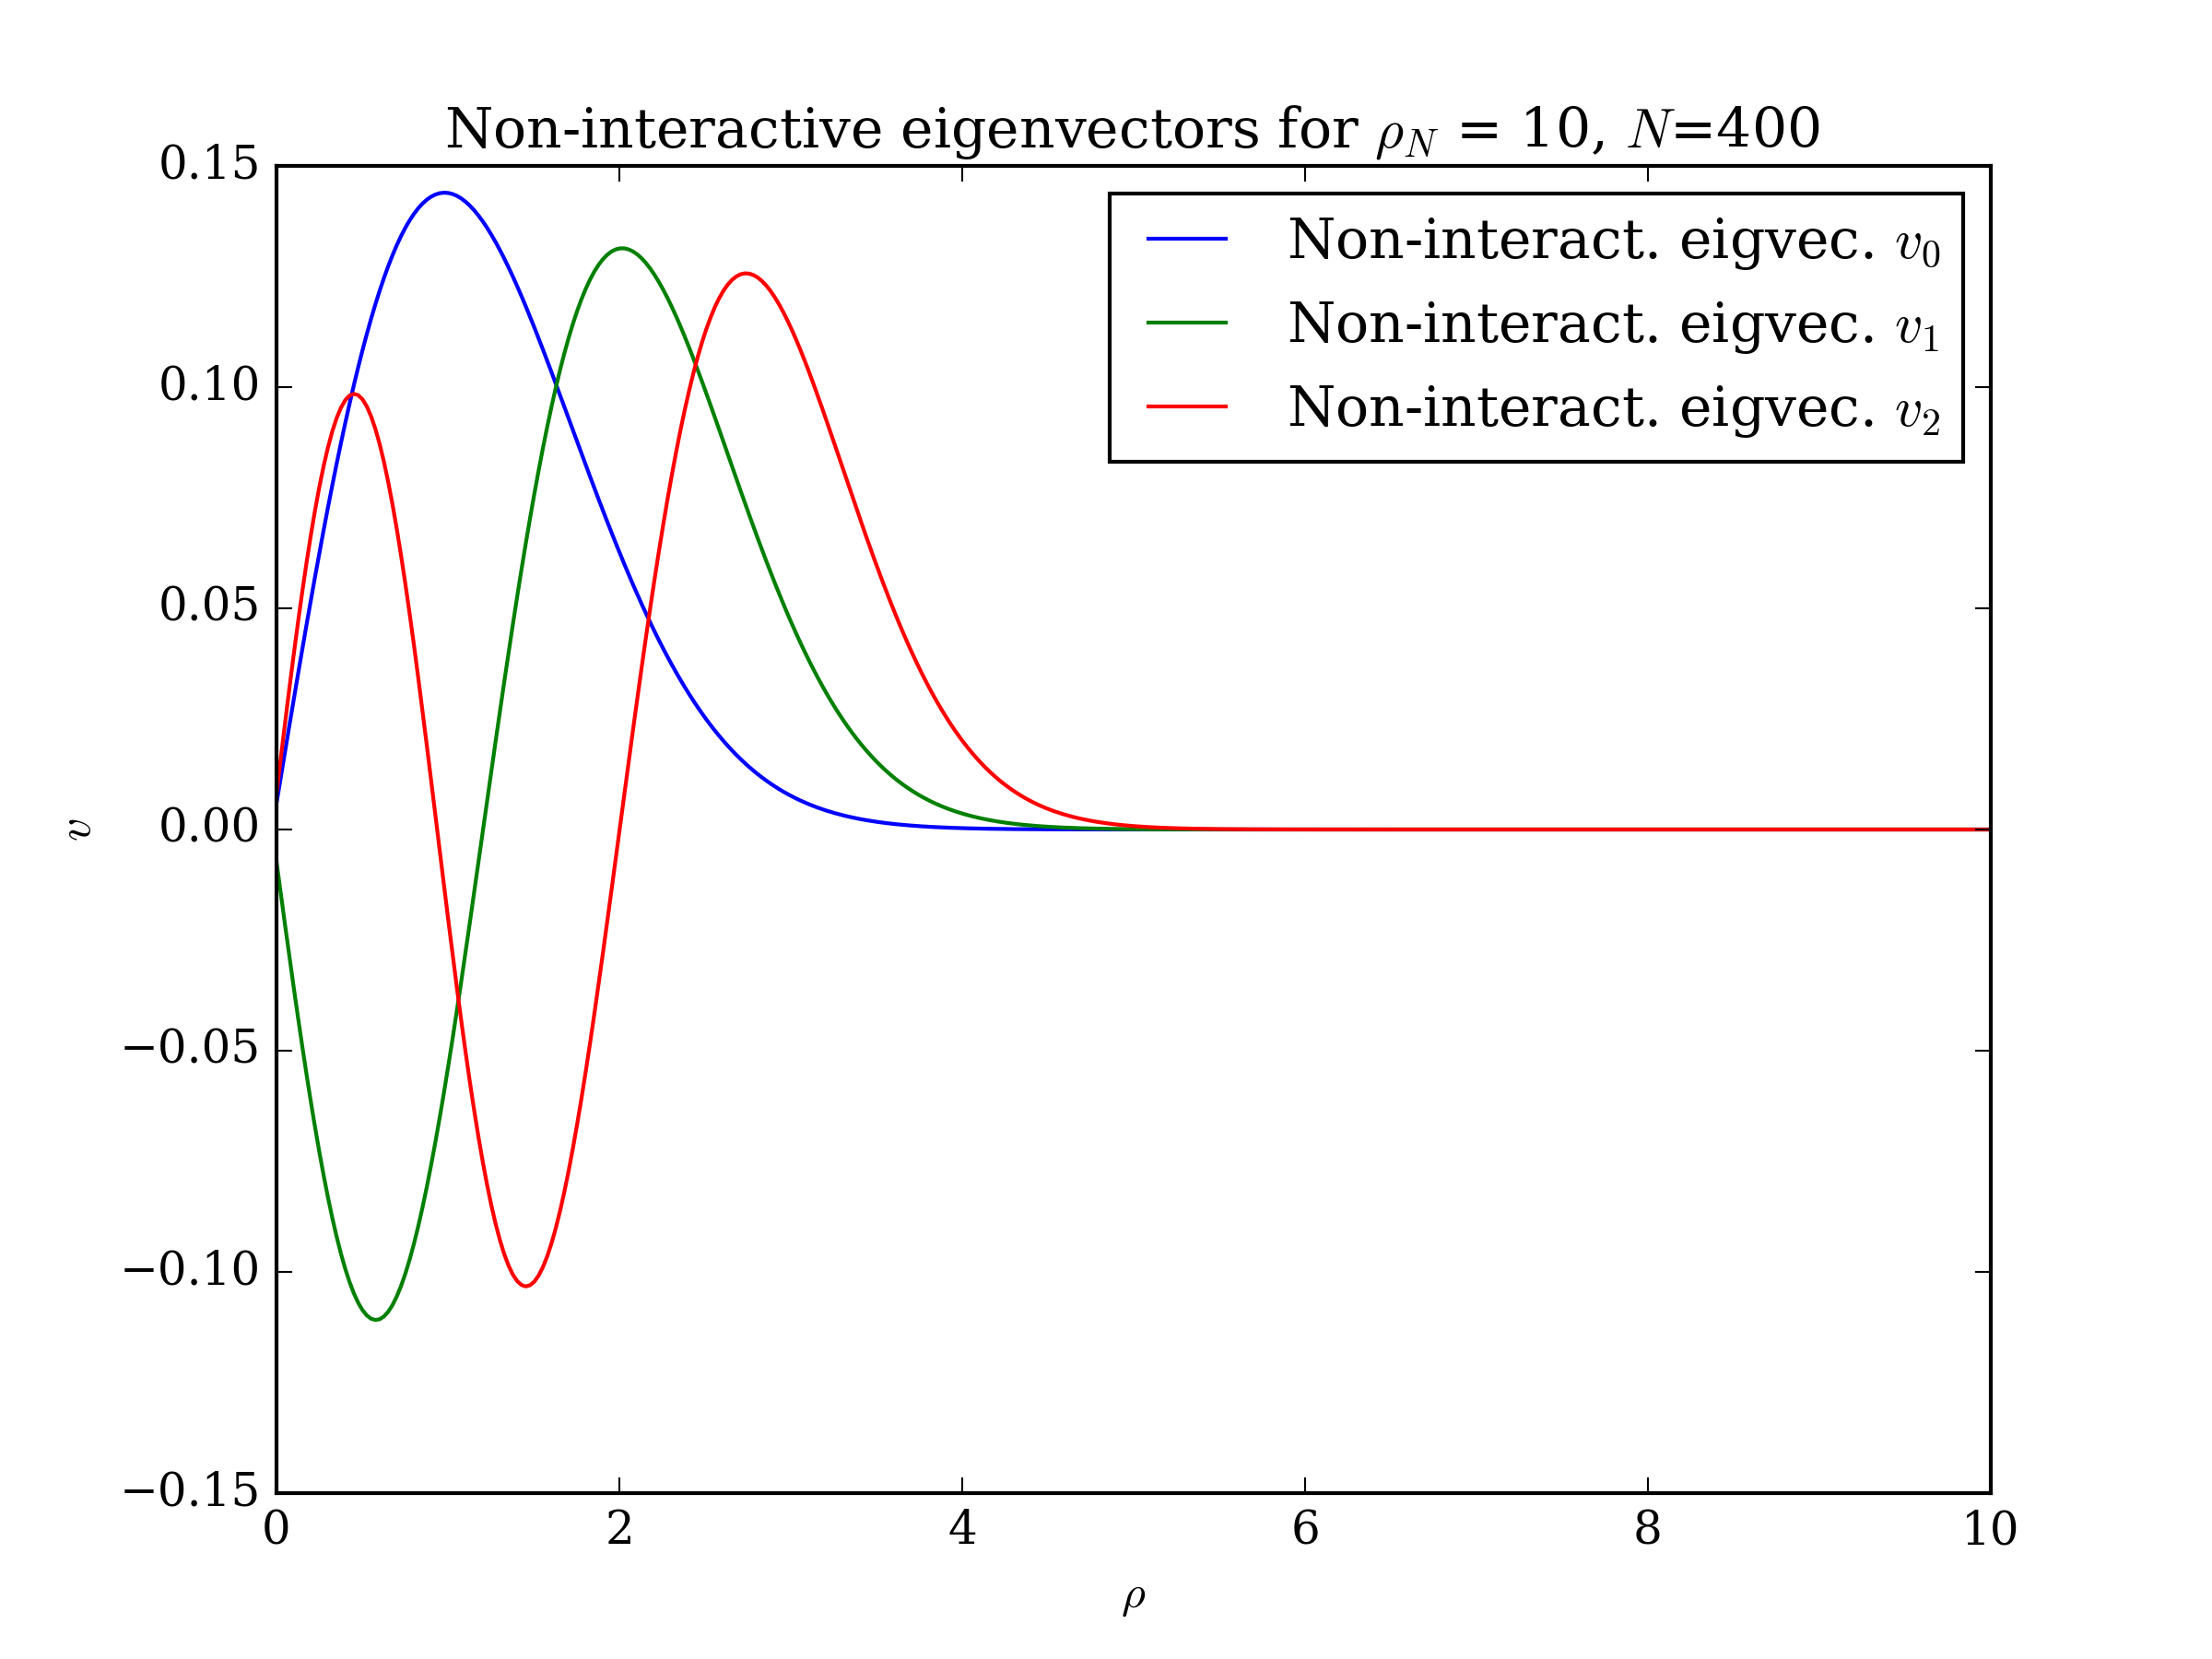 Non-interactive eigenvectors for ρ_N = 10, N=400
0.15
0.10
0.05
0.00
−0.05
−0.10
−0.15
v
Non-interact. eigvec. v_0
Non-interact. eigvec. v_1
Non-interact. eigvec. v_2
0 2 4 6 8 10
ρ